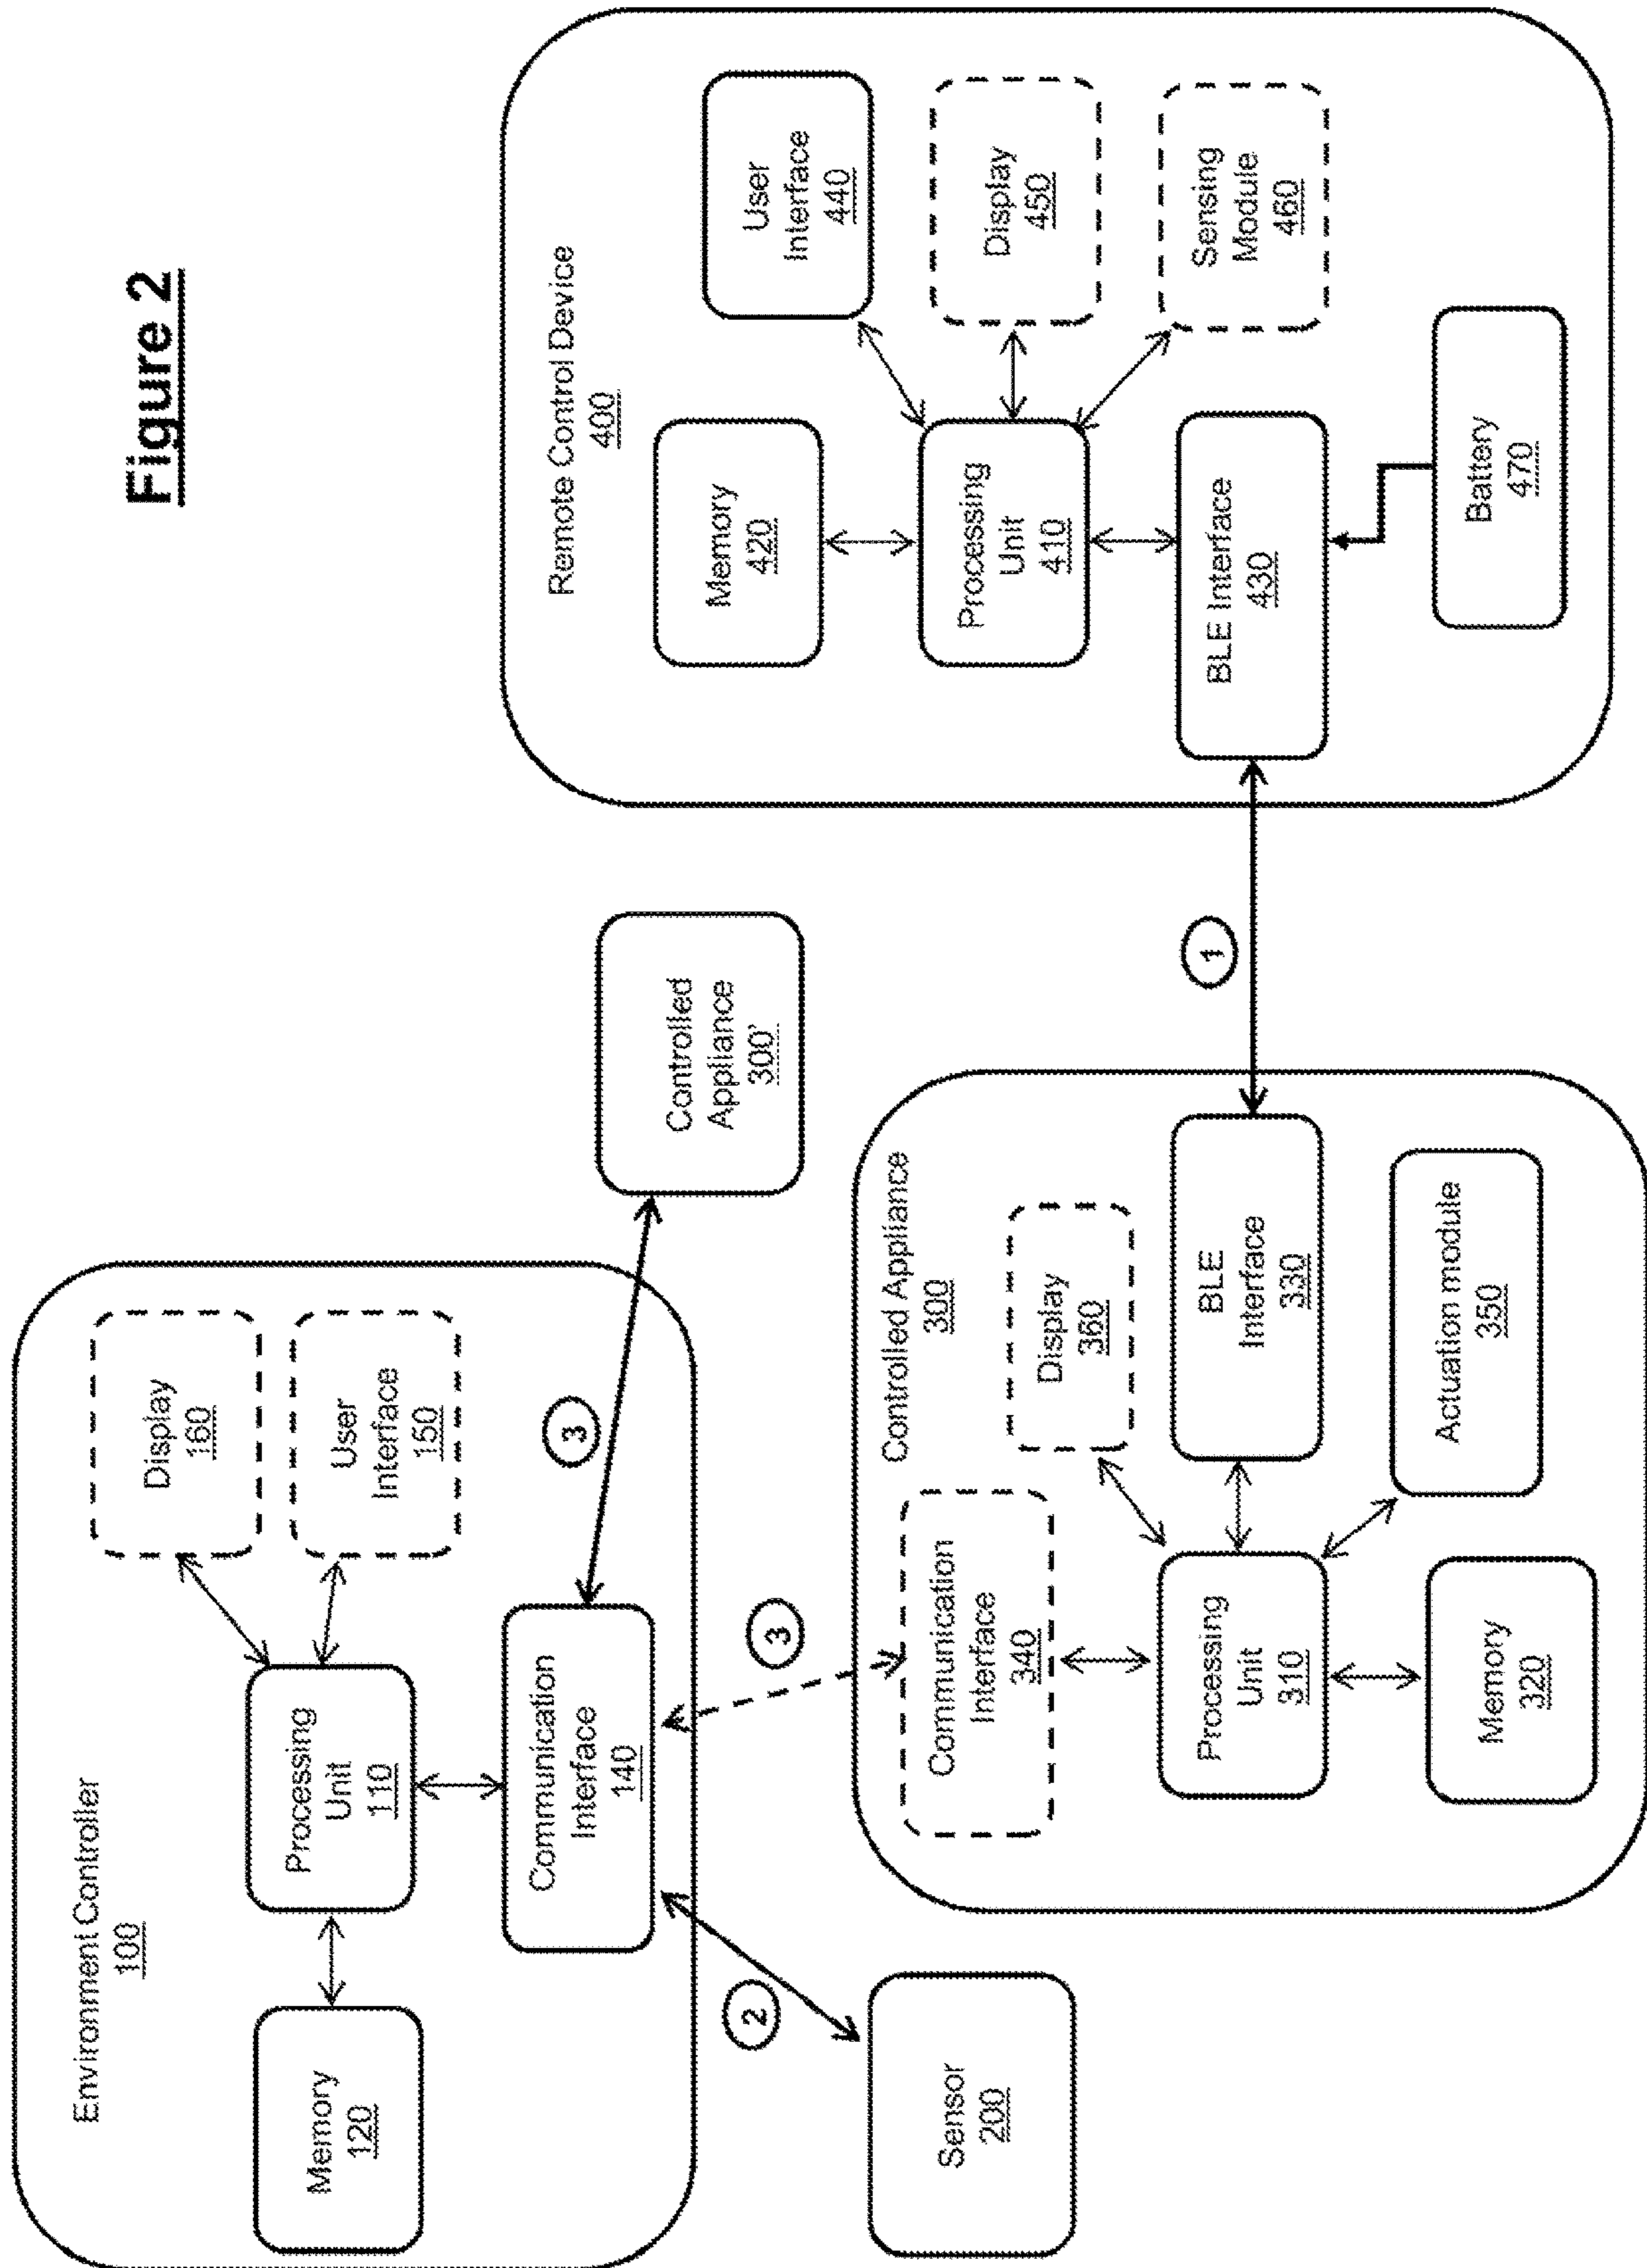 Figure 2
Environment Controller
100
Memory
120
Processing
Unit
110
Display
160
User
Interface
150
Communication
Interface
140
2
3
3
Sensor
200
Controlled
Appliance
300'
Controlled Appliance
300
Communication
Interface
340
Display
360
Processing
Unit
310
BLE
Interface
330
Memory
320
Actuation module
350
1
Remote Control Device
400
Memory
420
User
Interface
440
Processing
Unit
410
Display
450
BLE Interface
430
Sensing
Module
460
Battery
470